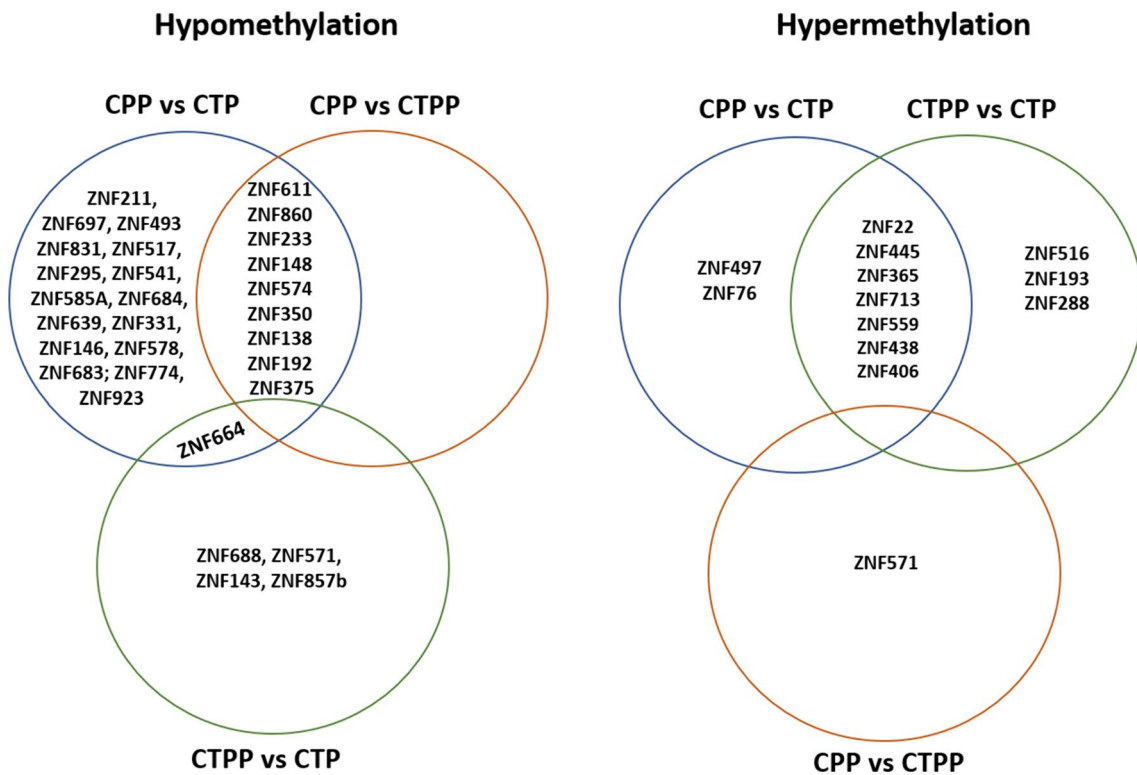 Hypomethylation
CPP vs CTP
CPP vs CTPP
ZNF211,
ZNF697, ZNF493
ZNF831, ZNF517,
ZNF295, ZNF541,
ZNF585A, ZNF684,
ZNF639, ZNF331,
ZNF146, ZNF578,
ZNF683; ZNF774,
ZNF923
ZNF611
ZNF860
ZNF233
ZNF148
ZNF574
ZNF350
ZNF138
ZNF192
ZNF375
ZNF664
ZNF688, ZNF571,
ZNF143, ZNF857b
CTPP vs CTP
Hypermethylation
CPP vs CTP
CTPP vs CTP
ZNF497
ZNF76
ZNF22
ZNF445
ZNF365
ZNF713
ZNF559
ZNF438
ZNF406
ZNF516
ZNF193
ZNF288
ZNF571
CPP vs CTPP